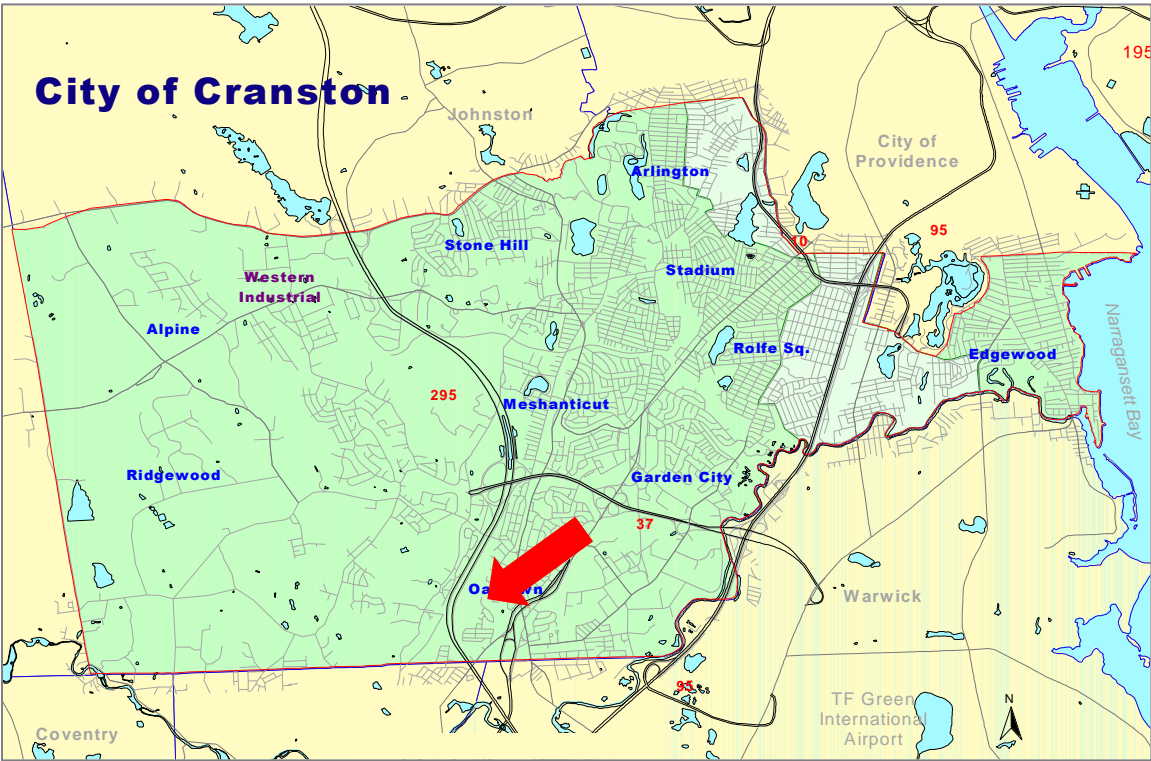 195
City of Cranston
Johnston
City of
Providence
Arlington
10
95
Stone Hill
Stadium
Western
Industrial
Alpine
Narragansett Bay
Rolfe Sq.
Edgewood
295
Meshanticut
Ridgewood
Garden City
37
Warwick
95
TF Green
International
Airport
N
Coventry